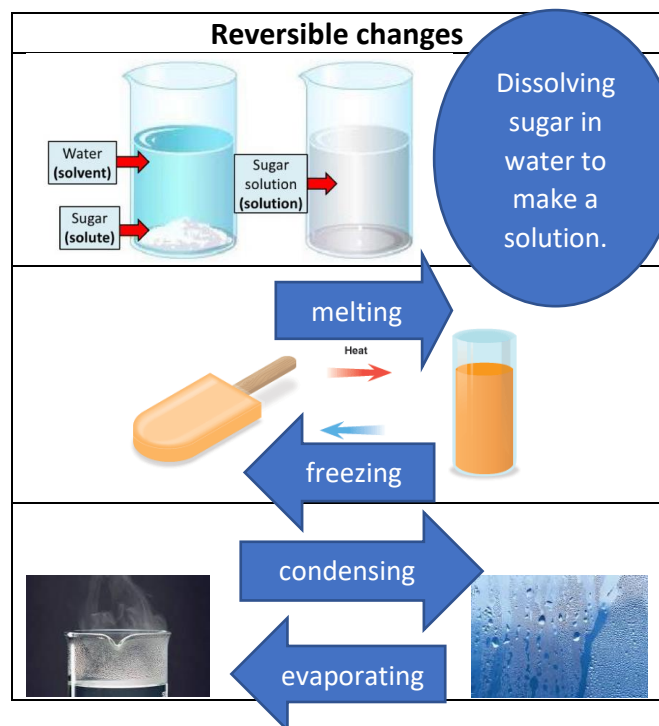 Reversible changes
Water
(solvent)
Sugar
(solute)
Sugar
solution
(solution)
Dissolving
sugar in
water to
make a
solution.
melting
Heat
freezing
condensing
evaporating